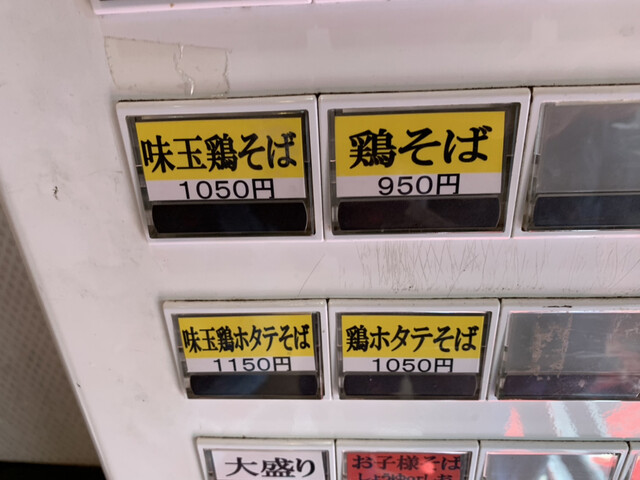 味玉鶏そば
1050円
鶏そば
950円
味玉鶏ホタテそば
1150円
鶏ホタテそば
1050円
大盛り
お子様そば